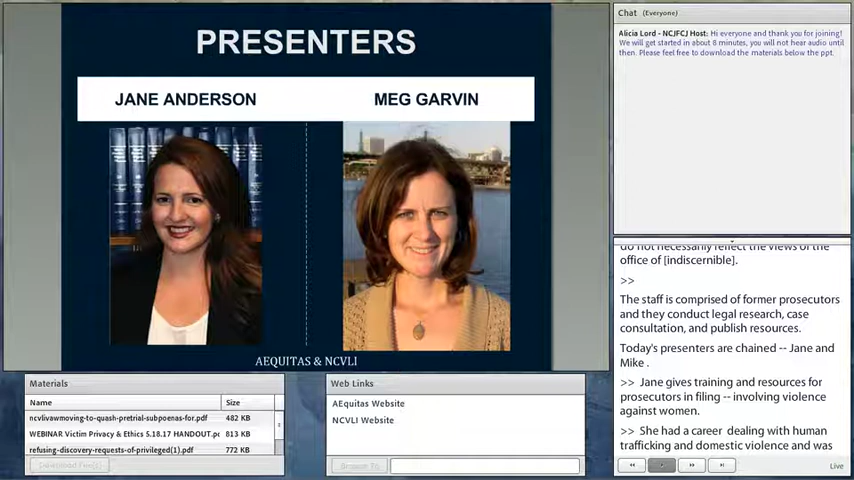 PRESENTERS
JANE ANDERSON
MEG GARVIN
AEQUITAS & NCVLI
Chat (Everyone)
Alicia Lord - NCJFCJ Host: Hi everyone and thank you for joining!
We will get started in about 8 minutes, you will not hear audio until
then. Please feel free to download the materials below the ppt.
do not necessarily reflect the views of the
office of [indiscernible].
>>
The staff is comprised of former prosecutors
and they conduct legal research, case
consultation, and publish resources.
Today's presenters are chained -- Jane and
Mike .
>> Jane gives training and resources for
prosecutors in filing -- involving violence
against women.
>> She had a career dealing with human
trafficking and domestic violence and was
Live
Materials
Name Size
ncvlivawmoving-to-quash-pretrial-subpoenas-for.pdf 482 KB
WEBINAR Victim Privacy & Ethics 5.18.17 HANDOUT.pc 813 KB
refusing-discovery-requests-of-privileged(1).pdf 772 KB
Download File(s)
Web Links
AEquitas Website
NCVLI Website
Browse To